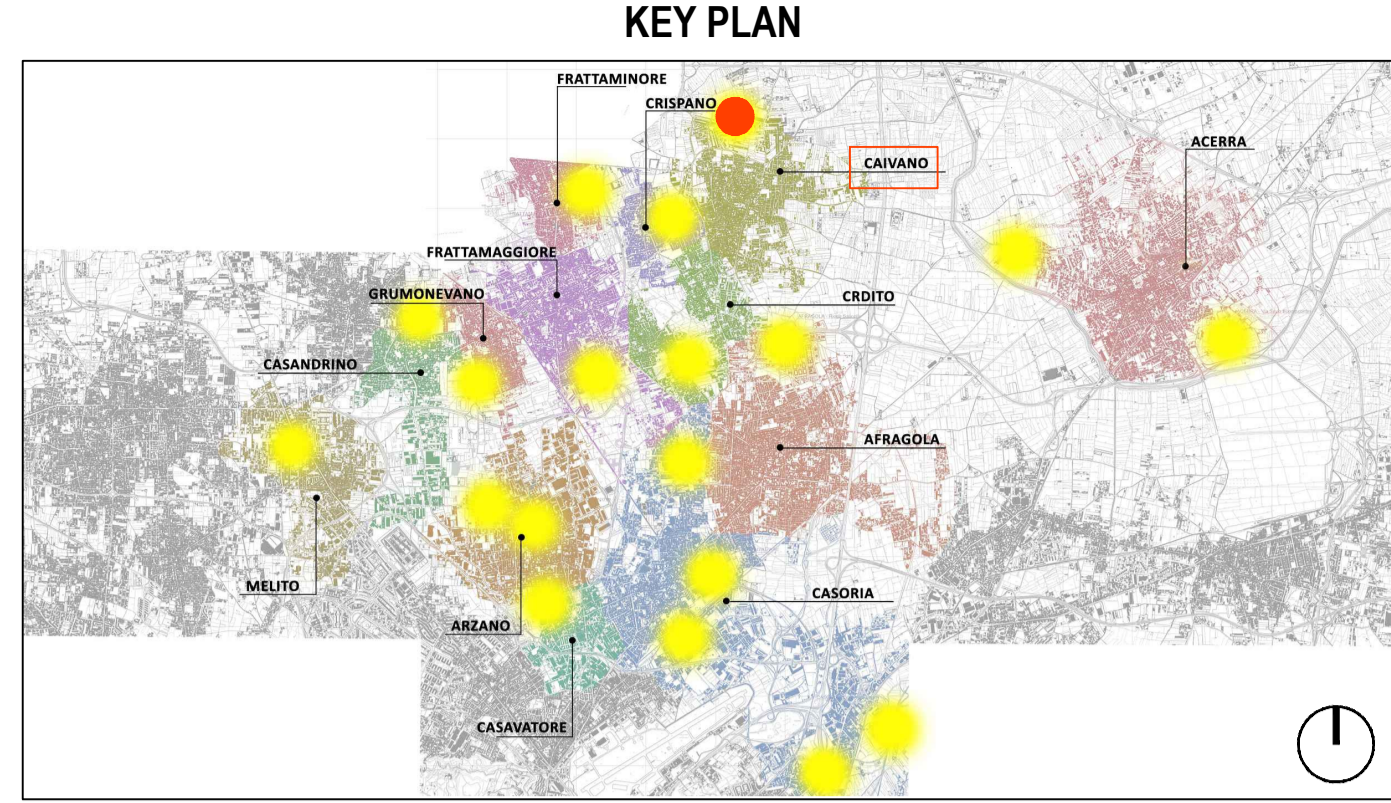 KEY PLAN
FRATTAMINORE
CRISPANO
ACERRA
CAIVANO
FRATTAMAGGIORE
GRUMONEVANO
CRDITO
CASANDRINO
AFRAGOLA
MELITO
CASORIA
ARZANO
CASAVATORE